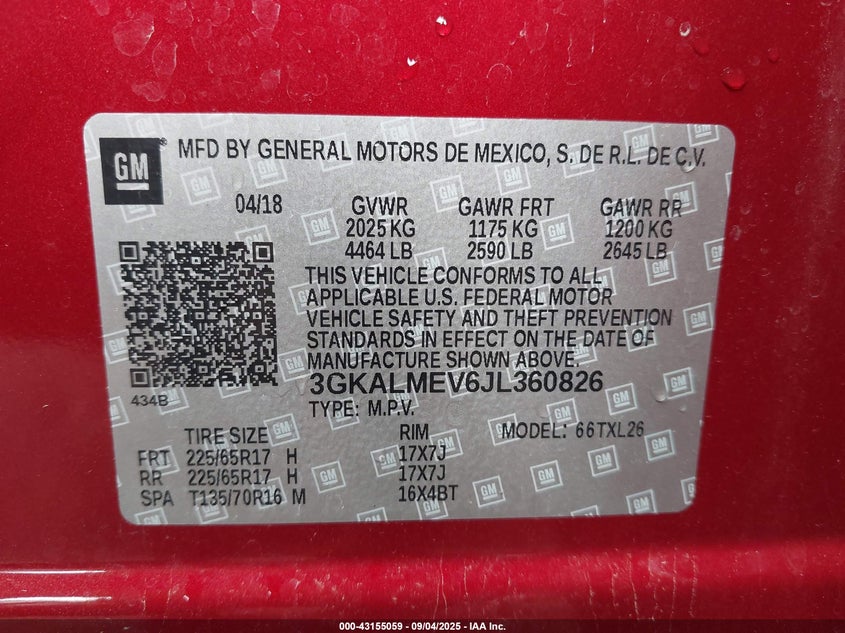 GM
MFD BY GENERAL MOTORS DE MEXICO, S. DE R.L. DE C.V.
04/18 GVWR GAWR FRT GAWR RR
2025 KG 1175 KG 1200 KG
4464 LB 2590 LB 2645 LB
THIS VEHICLE CONFORMS TO ALL
APPLICABLE U.S. FEDERAL MOTOR
VEHICLE SAFETY AND THEFT PREVENTION
STANDARDS IN EFFECT ON THE DATE OF
MANUFACTURE SHOWN ABOVE.
3GKALMEV6JL360826
434B
TYPE: M.P.V.
TIRE SIZE RIM MODEL: 66TXL26
FRT 225/65R17 H 17X7J
RR 225/65R17 H 17X7J
SPA T135/70R16 M 16X4BT
000-43155059 - 09/04/2025 - IAA Inc.